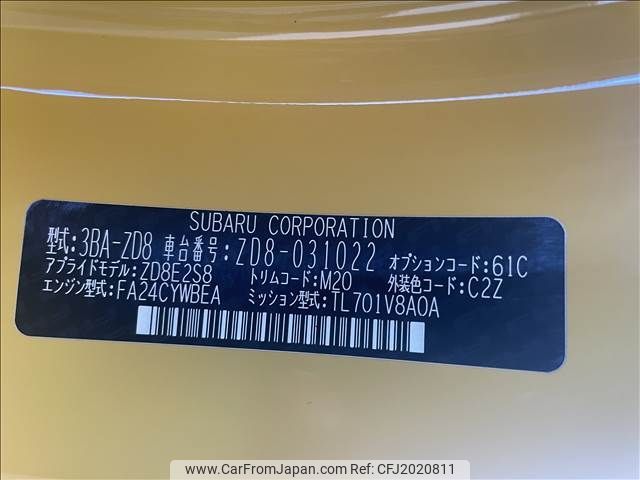 SUBARU CORPORATION
型式:3BA-ZD8 車台番号:ZD8-031022 オプションコード:61C
アプライドモデル:ZD8E2S8 トリムコード:M20 外装色コード:C2Z
エンジン型式:FA24CYWBEA ミッション型式:TL701V8A0A
www.CarFromJapan.com | Ref No: CFJ2020811